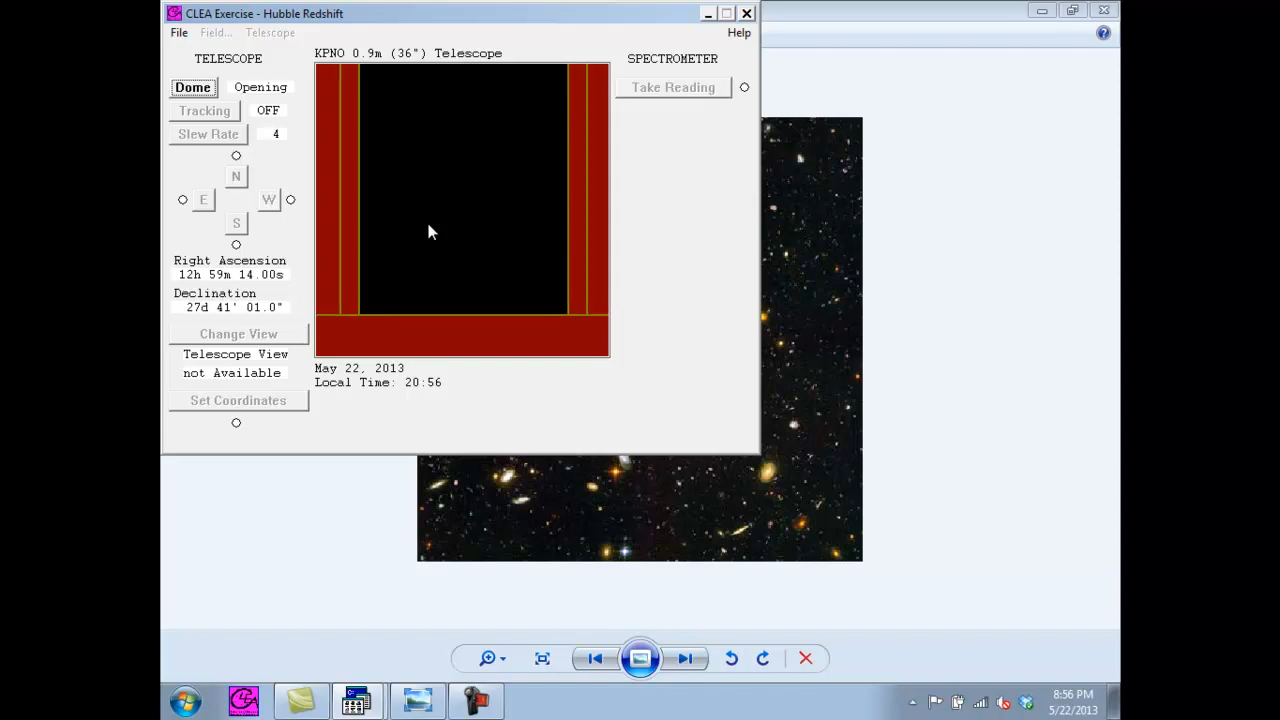 CLEA Exercise - Hubble Redshift
File Field... Telescope Help
TELESCOPE
KPNO 0.9m (36") Telescope
SPECTROMETER
Dome Opening
Take Reading
Tracking OFF
Slew Rate 4
N
E W
S
Right Ascension
12h 59m 14.00s
Declination
27d 41' 01.0"
Change View
Telescope View
not Available
Set Coordinates
May 22, 2013
Local Time: 20:56
CLEA
8:56 PM
5/22/2013